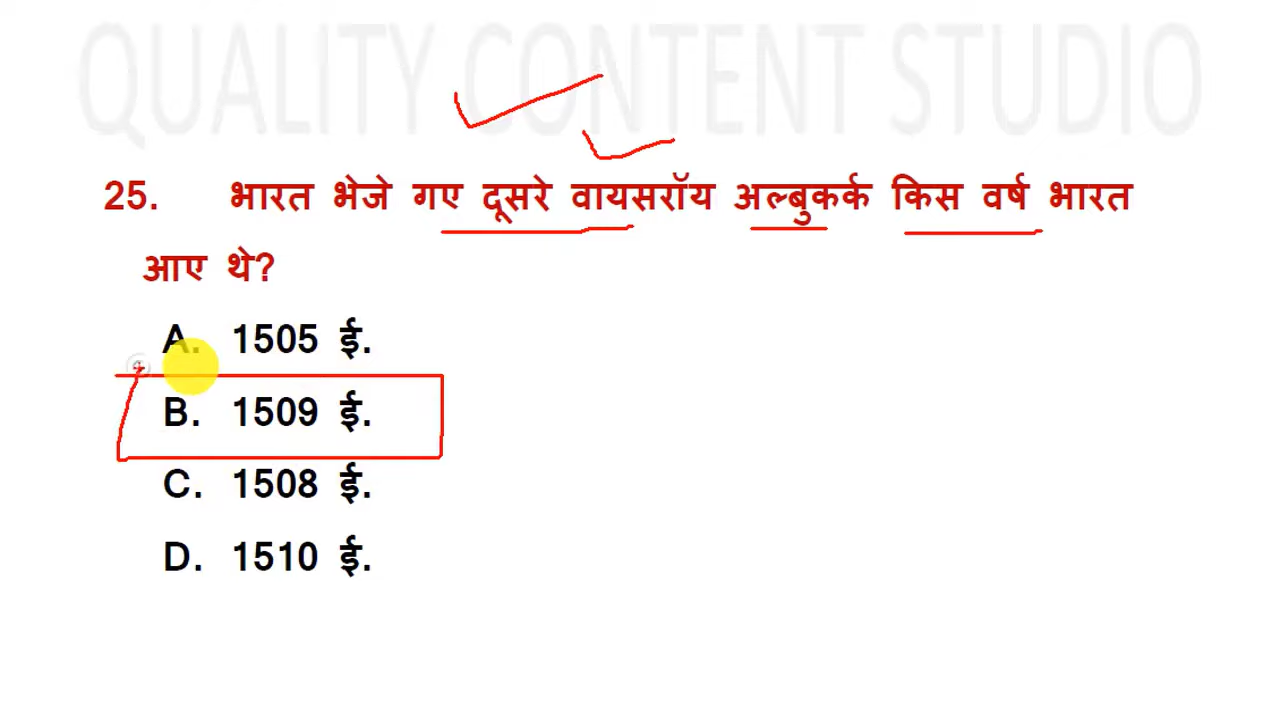 QUALITY CONTENT STUDIO
25. भारत भेजे गए दूसरे वायसरॉय अल्बुकर्क किस वर्ष भारत
आए थे?
A. 1505 ई.
B. 1509 ई.
C. 1508 ई.
D. 1510 ई.